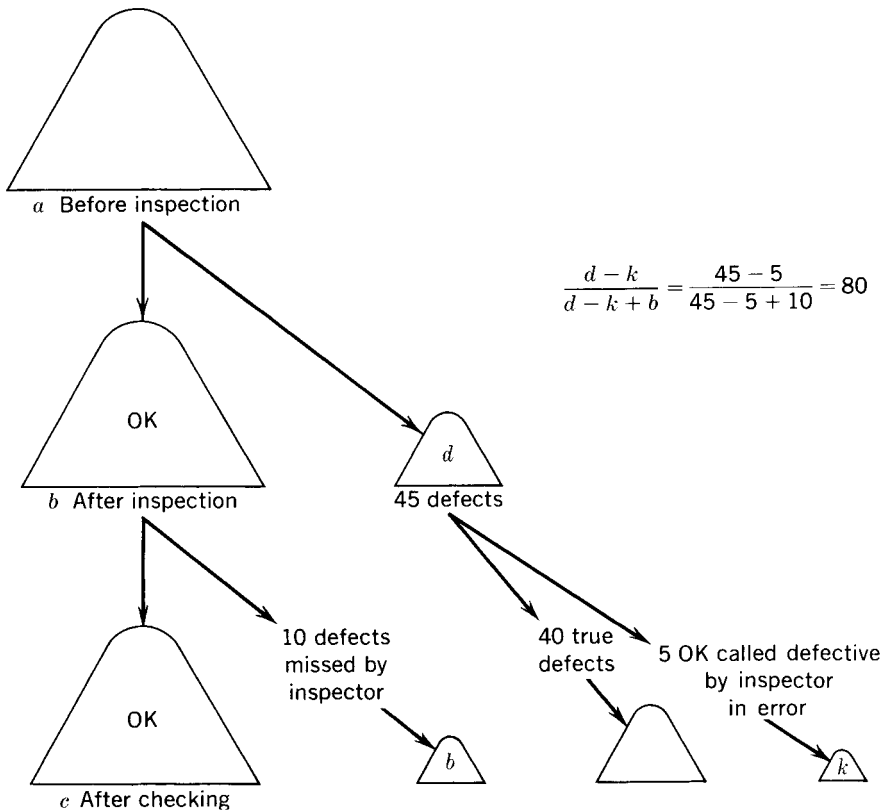 a Before inspection
d − k / d − k + b = 45 − 5 / 45 − 5 + 10 = 80
OK
b After inspection
d
45 defects
10 defects
missed by
inspector
40 true
defects
5 OK called defective
by inspector
in error
OK
b
k
c After checking